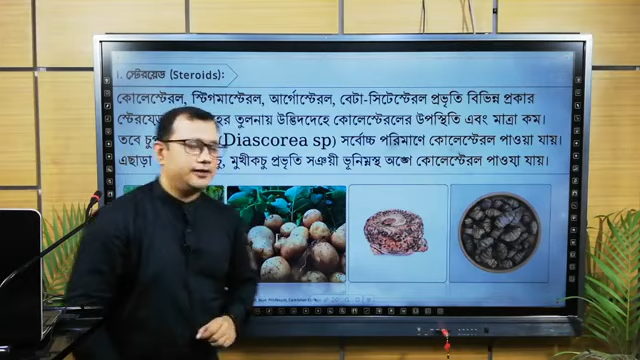 ১. স্টেরয়েড (Steroids):
কোলেস্টেরল, স্টিগমাস্টেরল, আর্গোস্টেরল, বেটা-সিটেস্টেরল প্রভৃতি বিভিন্ন প্রকার
তুলনায় উদ্ভিদদেহে কোলেস্টেরলের উপস্থিতি এবং মাত্রা কম।
তবে (Diascorea sp) সর্বোচ্চ পরিমাণে কোলেস্টেরল পাওয়া যায়।
এছাড়া মুখীকচু প্রভৃতি সঞ্চয়ী ভূনিম্নস্থ অঙ্গে কোলেস্টেরল পাওয়া যায়।